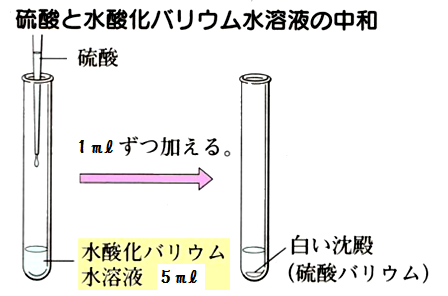 硫酸と水酸化バリウム水溶液の中和
硫酸
1mlずつ加える。
水酸化バリウム
水溶液 5ml
白い沈殿
(硫酸バリウム)